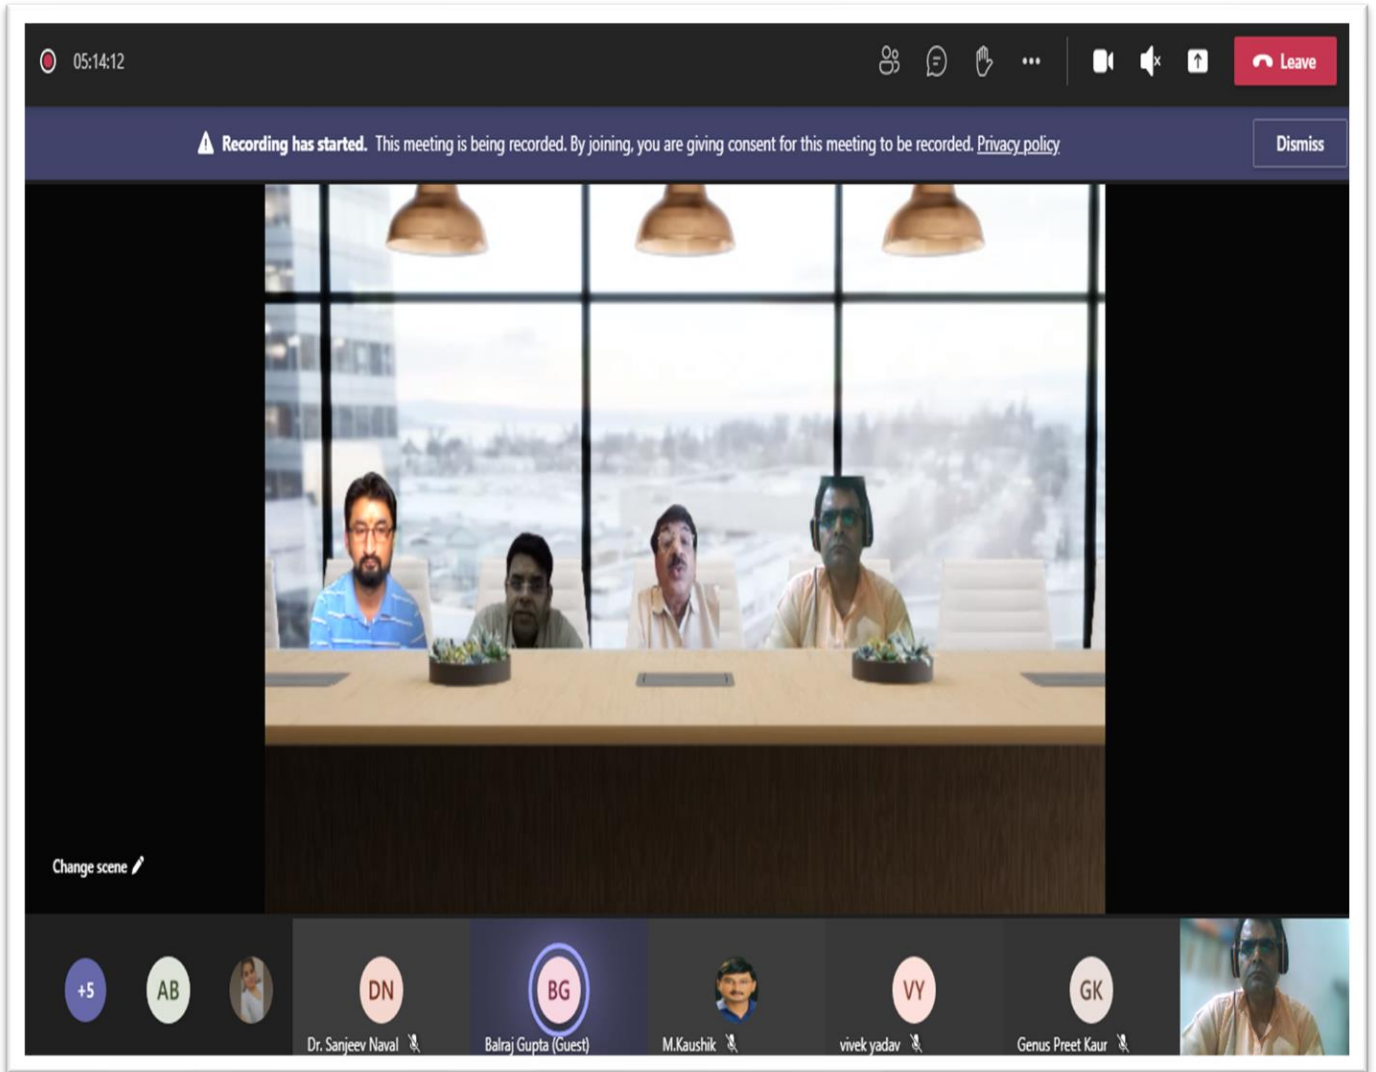 05:14:12
Leave
Recording has started. This meeting is being recorded. By joining, you are giving consent for this meeting to be recorded. Privacy policy
Dismiss
Change scene
+5
AB
DN
BG
VY
GK
Dr. Sanjeev Naval
Balraj Gupta (Guest)
M.Kaushik
vivek yadav
Genus Preet Kaur